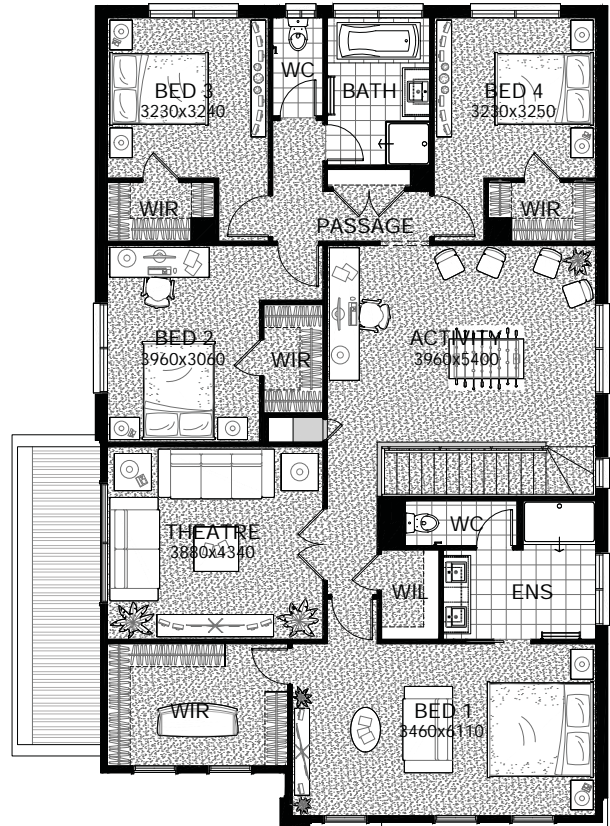 WC
BED 3
3230x3240
BATH
BED 4
3230x3250
WIR
WIR
PASSAGE
BED 2
3960x3060
WIR
ACTIVITY
3960x5400
THEATRE
3880x4340
WC
WIL
ENS
WIR
BED 1
3460x6110